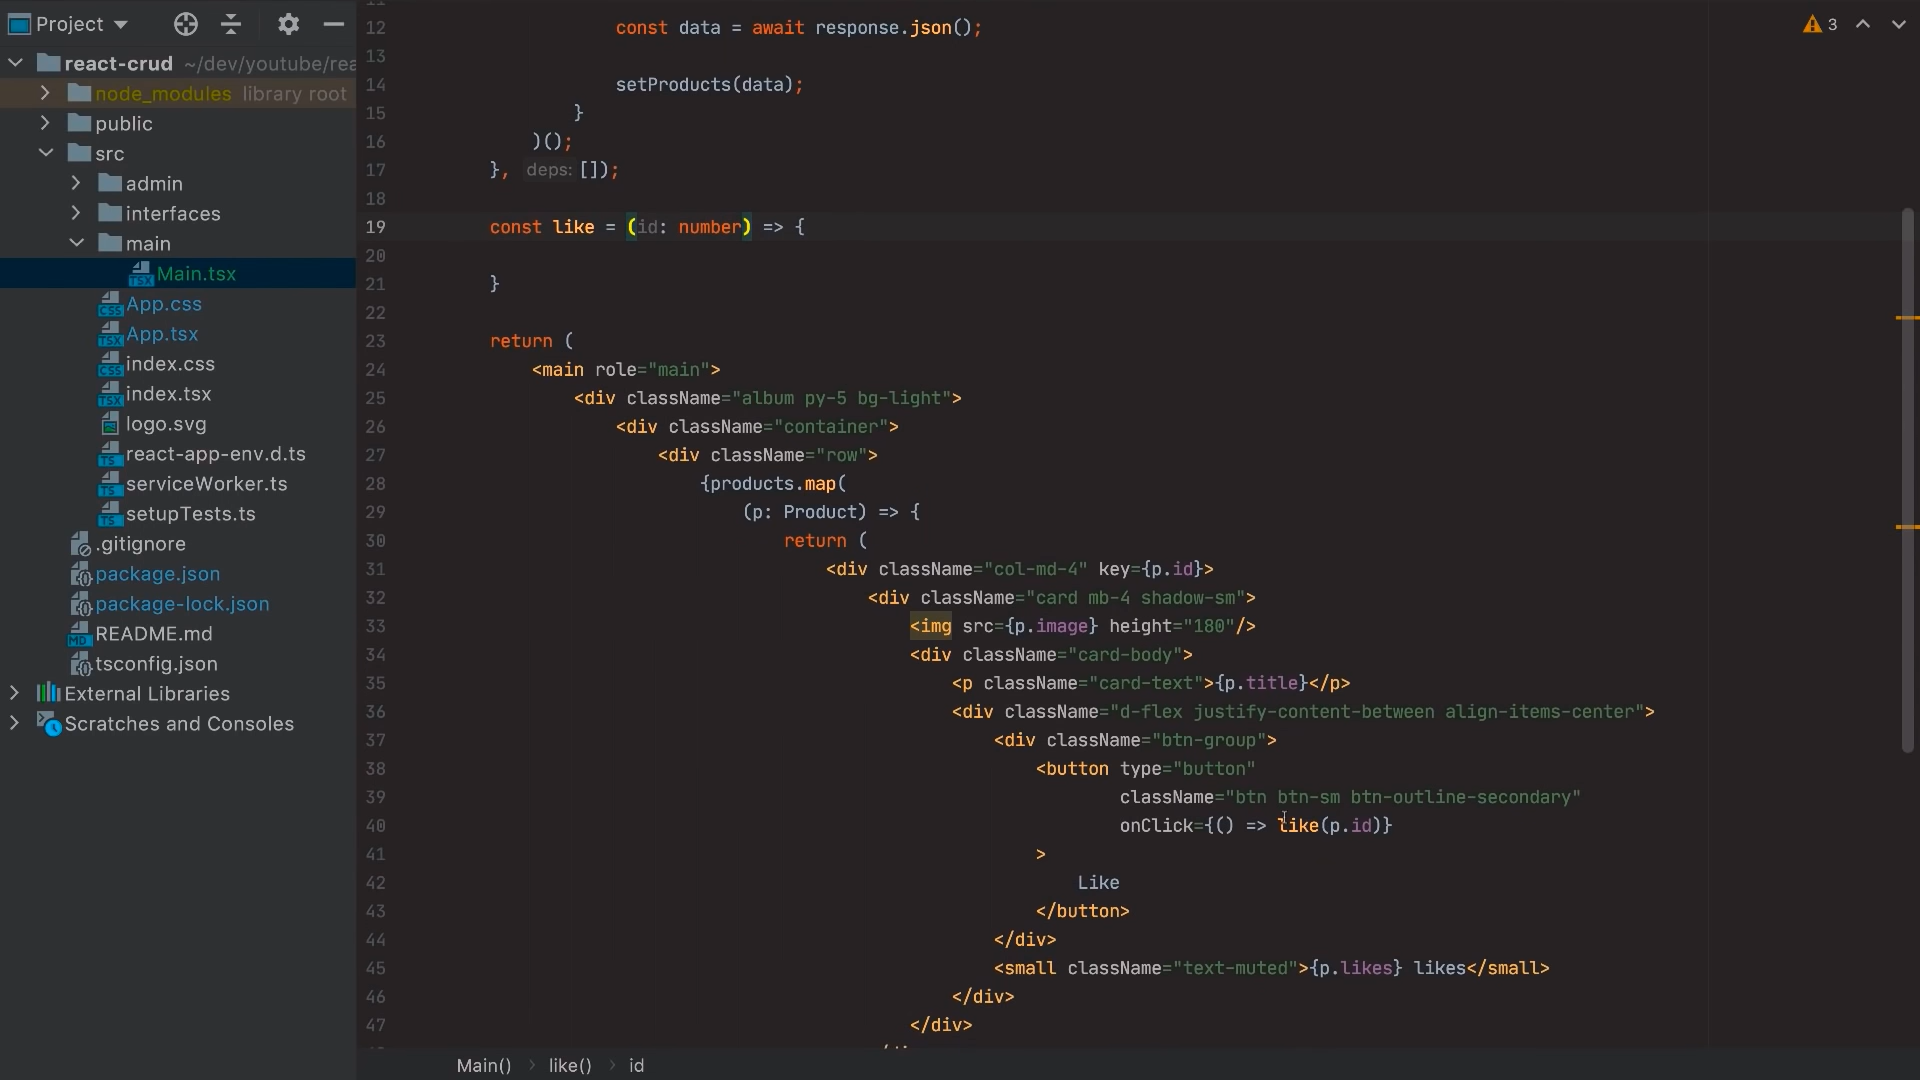 Project
react-crud ~/dev/youtube/rea
node_modules library root
public
src
admin
interfaces
main
Main.tsx
App.css
App.tsx
index.css
index.tsx
logo.svg
react-app-env.d.ts
serviceWorker.ts
setupTests.ts
.gitignore
package.json
package-lock.json
README.md
tsconfig.json
External Libraries
Scratches and Consoles
3
12 const data = await response.json();
13
14 setProducts(data);
15 }
16 )();
17 }, deps: []);
18
19 const like = (id: number) => {
20
21 }
22
23 return (
24 <main role="main">
25 <div className="album py-5 bg-light">
26 <div className="container">
27 <div className="row">
28 {products.map(
29 (p: Product) => {
30 return (
31 <div className="col-md-4" key={p.id}>
32 <div className="card mb-4 shadow-sm">
33 <img src={p.image} height="180"/>
34 <div className="card-body">
35 <p className="card-text">{p.title}</p>
36 <div className="d-flex justify-content-between align-items-center">
37 <div className="btn-group">
38 <button type="button"
39 className="btn btn-sm btn-outline-secondary"
40 onClick={() => like(p.id)}
41 >
42 Like
43 </button>
44 </div>
45 <small className="text-muted">{p.likes} likes</small>
46 </div>
47 </div>
Main() like() id